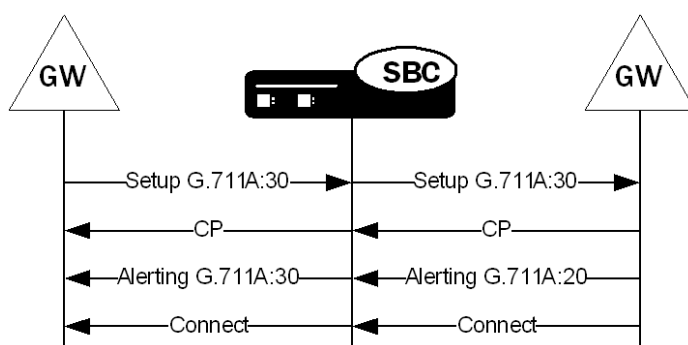 GW
SBC
GW
Setup G.711A:30
Setup G.711A:30
CP
CP
Alerting G.711A:30
Alerting G.711A:20
Connect
Connect